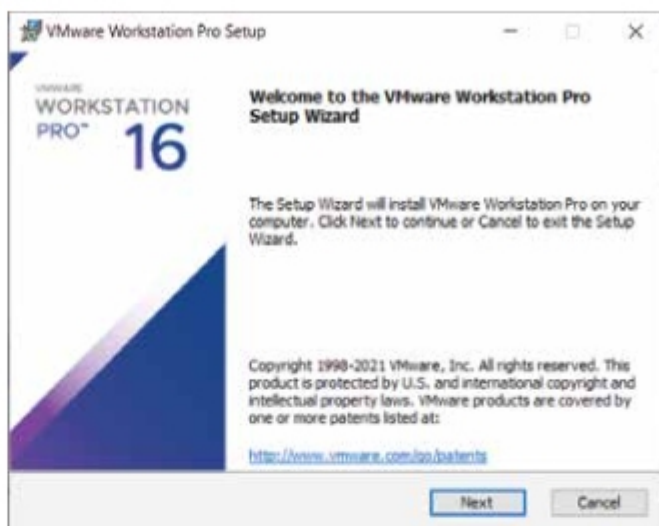 VMware Workstation Pro Setup
VMWARE
WORKSTATION
PRO™
16
Welcome to the VMware Workstation Pro
Setup Wizard
The Setup Wizard will install VMware Workstation Pro on your
computer. Click Next to continue or Cancel to exit the Setup
Wizard.
Copyright 1998-2021 VMware, Inc. All rights reserved. This
product is protected by U.S. and international copyright and
intellectual property laws. VMware products are covered by
one or more patents listed at:
http://www.vmware.com/go/patents
Next
Cancel